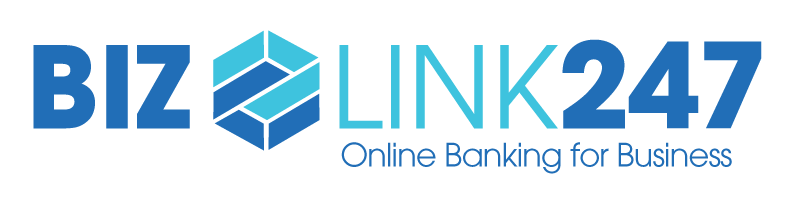 BIZ LINK247
Online Banking for Business